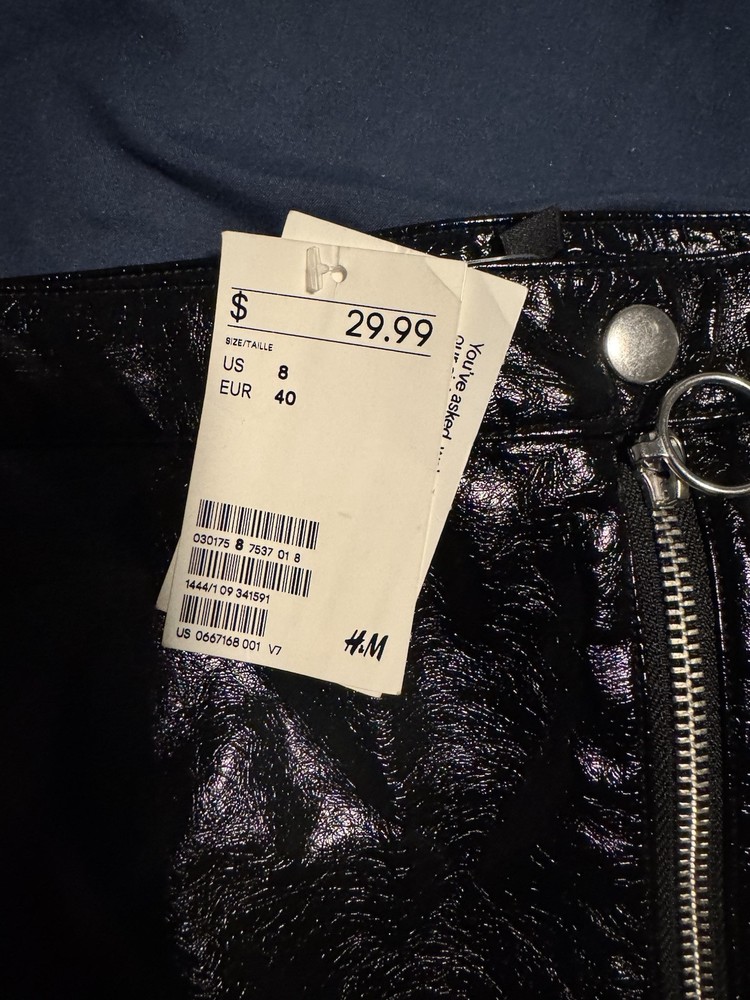 $ 29.99
SIZE/TAILLE
US 8
EUR 40
030175 8 7537 01 8
1444/1 09 341591
US 0667168 001 V7
H&M
You've asked